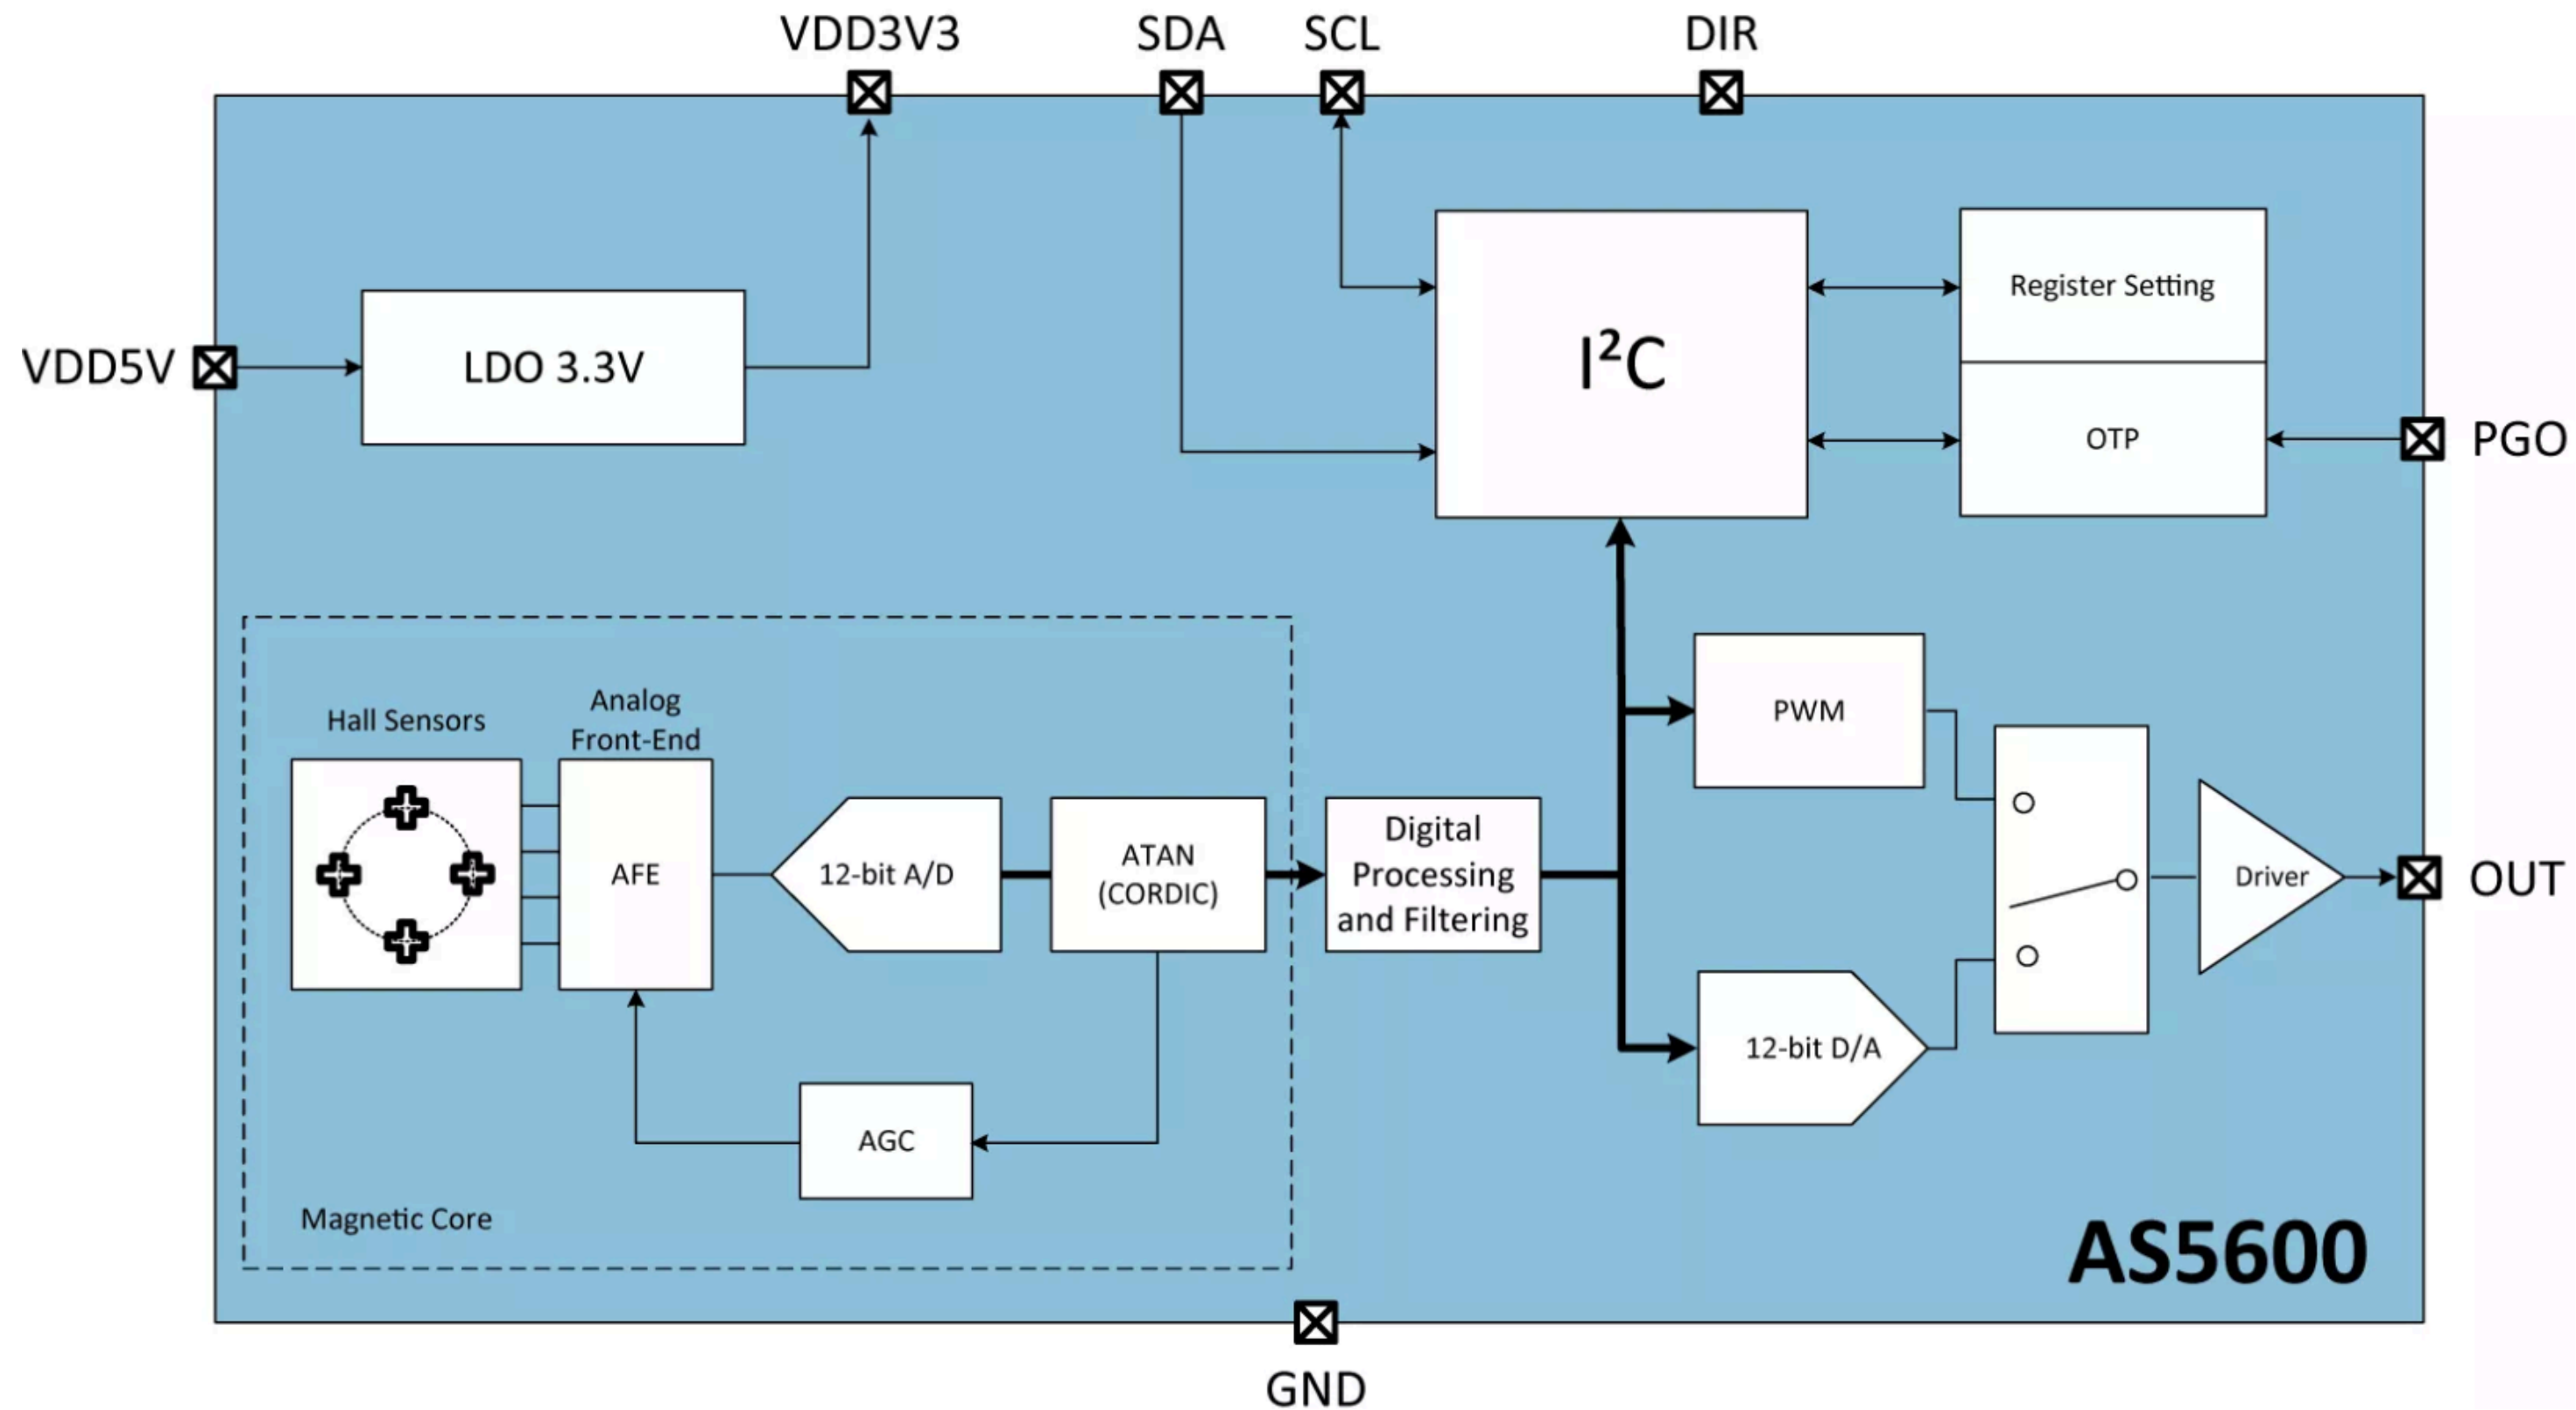 VDD3V3
SDA
SCL
DIR
VDD5V
LDO 3.3V
I²C
Register Setting
OTP
PGO
Hall Sensors
Analog
Front-End
AFE
12-bit A/D
ATAN
(CORDIC)
Digital
Processing
and Filtering
PWM
12-bit D/A
Driver
OUT
AGC
Magnetic Core
AS5600
GND